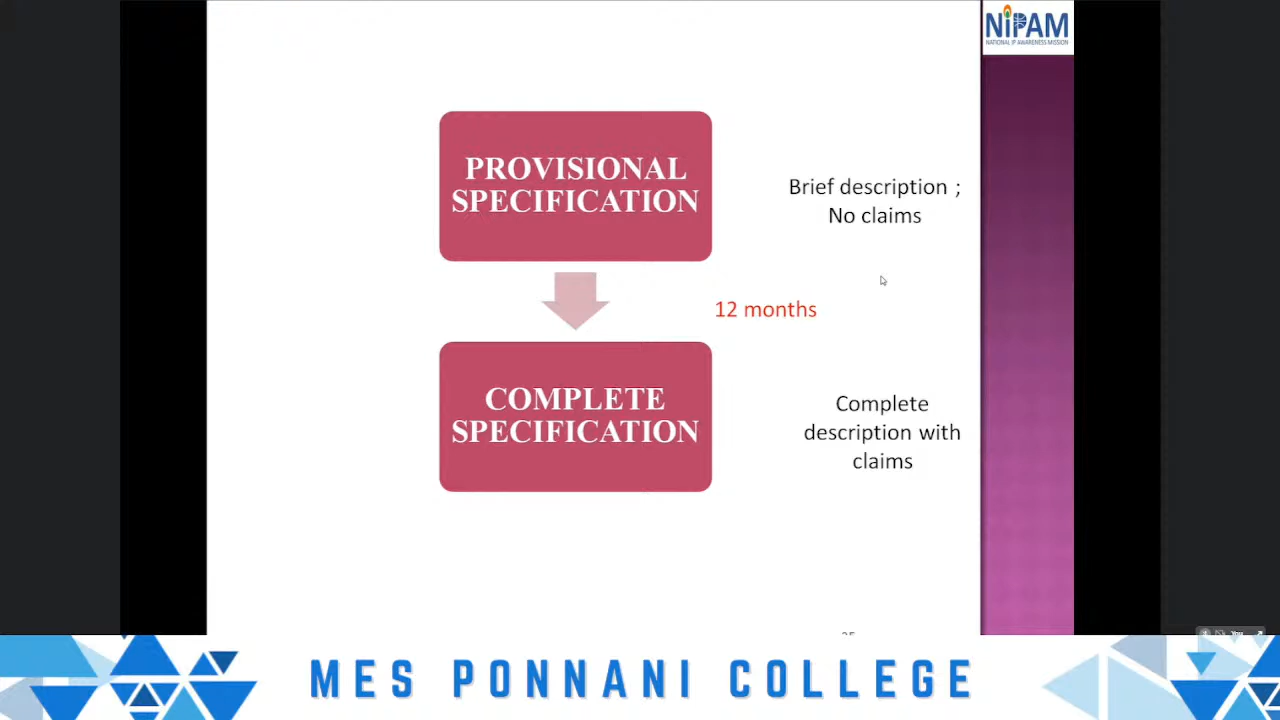 NiPAM
NATIONAL IP AWARENESS MISSION
PROVISIONAL
SPECIFICATION
Brief description ;
No claims
12 months
COMPLETE
SPECIFICATION
Complete
description with
claims
You
MES PONNANI COLLEGE